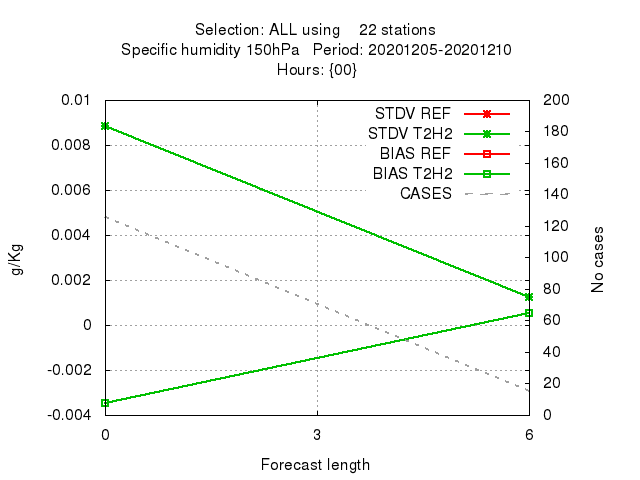 Selection: ALL using    22 stations
Specific humidity 150hPa   Period: 20201205-20201210
Hours: {00}
0.01
0.008
0.006
0.004
0.002
0
-0.002
-0.004
g/Kg
STDV REF
STDV T2H2
BIAS REF
BIAS T2H2
CASES
200
180
160
140
120
100
80
60
40
20
0
No cases
0 3 6
Forecast length